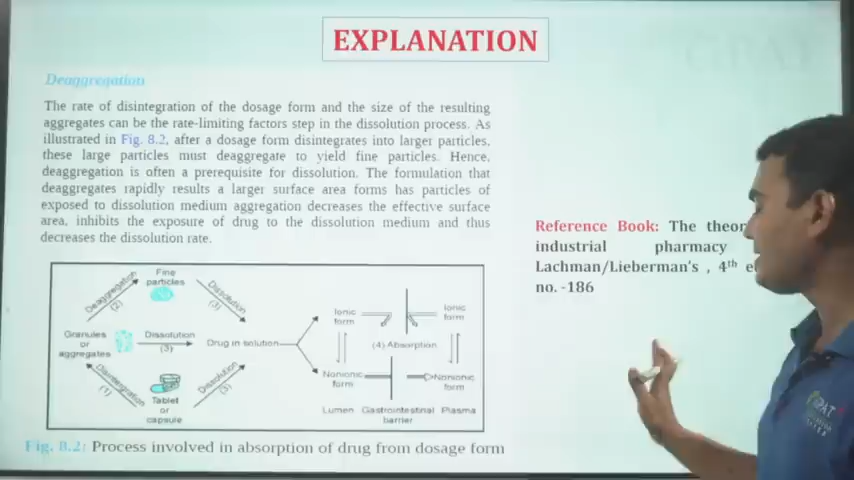 EXPLANATION
Deaggregation
The rate of disintegration of the dosage form and the size of the resulting
aggregates can be the rate-limiting factors step in the dissolution process. As
illustrated in Fig. 8.2, after a dosage form disintegrates into larger particles,
these large particles must deaggregate to yield fine particles. Hence,
deaggregation is often a prerequisite for dissolution. The formulation that
deaggregates rapidly results a larger surface area forms has particles of
exposed to dissolution medium aggregation decreases the effective surface
area, inhibits the exposure of drug to the dissolution medium and thus
decreases the dissolution rate.
Reference Book: The theor
industrial pharmacy
Lachman/Lieberman's , 4th e
no. -186
Fine
particles
Deaggregation
(2)
Dissolution
(3)
Granules
or
aggregates
Dissolution
(3)
Drug in solution
Disintegration
(1)
Tablet
or
capsule
Dissolution
(3)
Ionic
form
Ionic
form
(4) Absorption
Nonionic
form
Nonionic
form
Lumen
Gastrointestinal
barrier
Plasma
Fig. 8.2: Process involved in absorption of drug from dosage form
GPAT